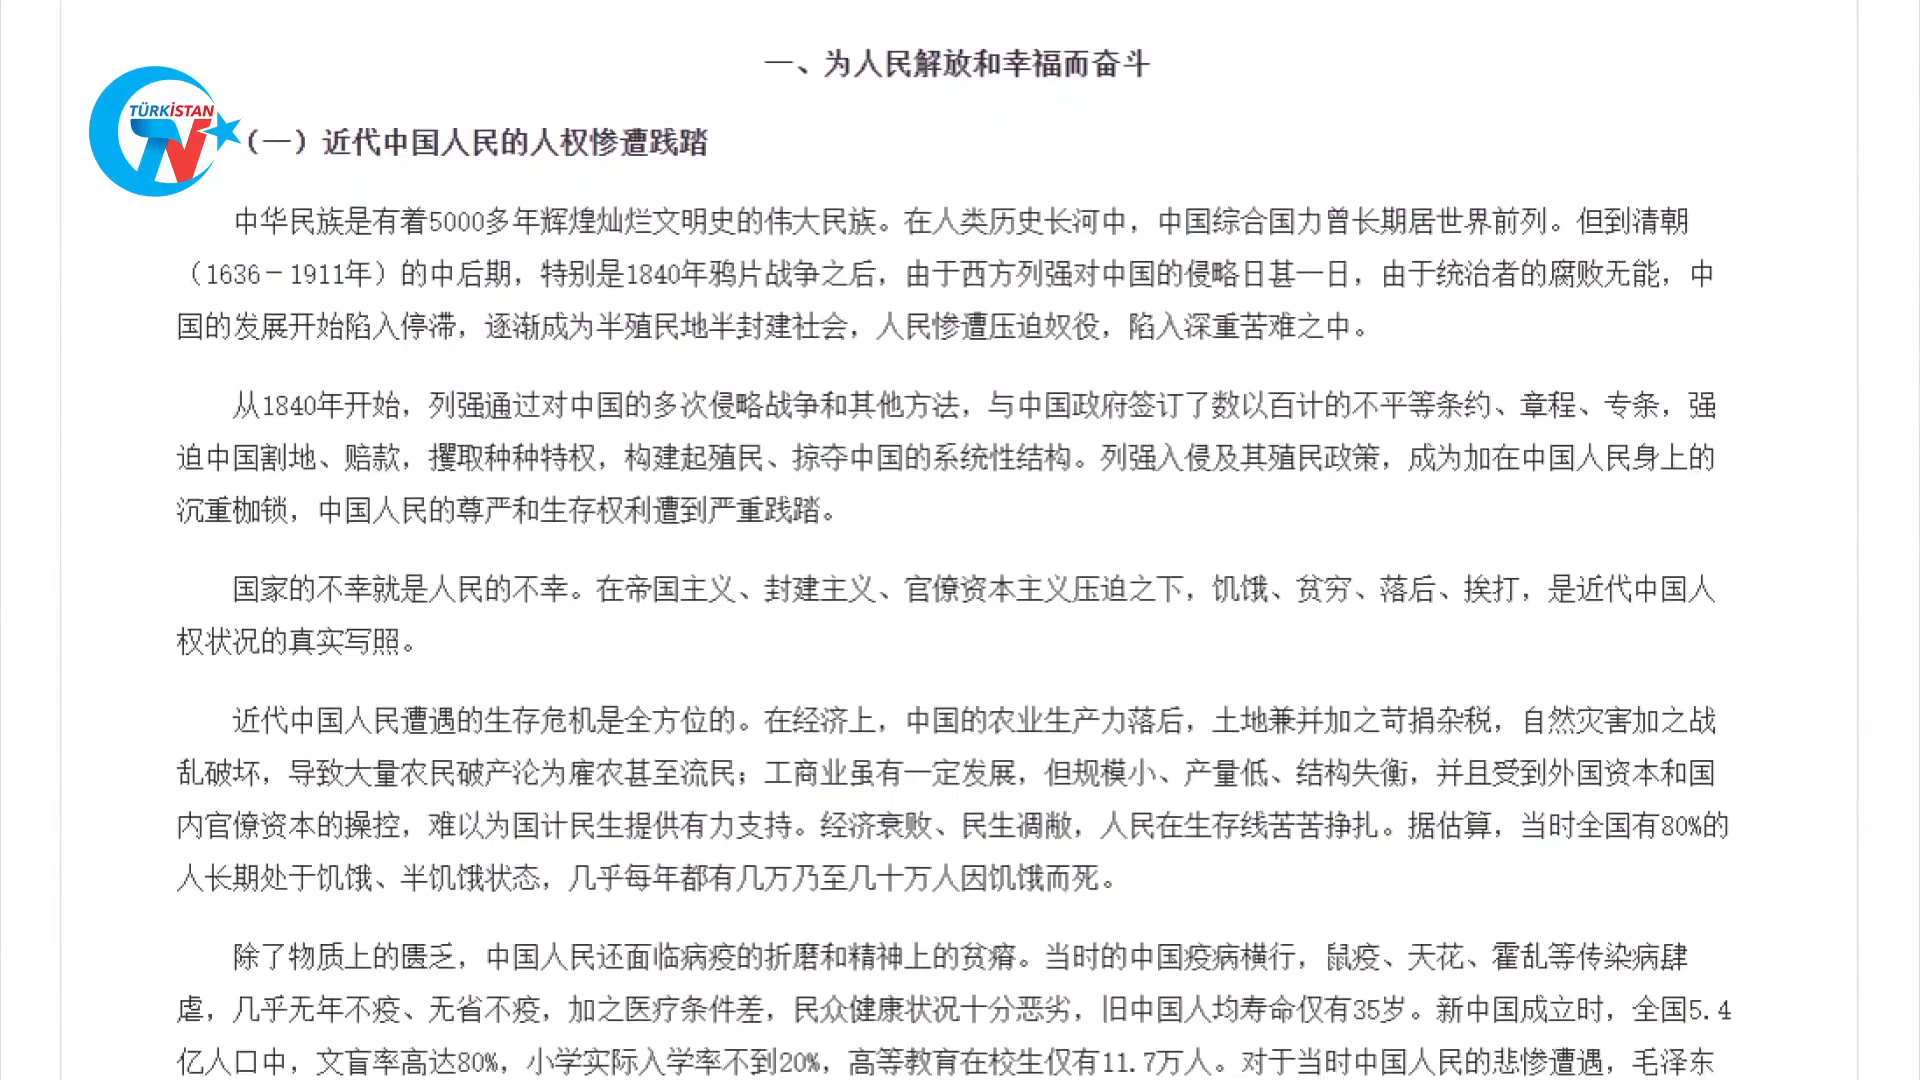 一、为人民解放和幸福而奋斗
TÜRKİSTAN
TV
（一）近代中国人民的人权惨遭践踏
中华民族是有着5000多年辉煌灿烂文明史的伟大民族。在人类历史长河中，中国综合国力曾长期居世界前列。但到清朝
（1636－1911年）的中后期，特别是1840年鸦片战争之后，由于西方列强对中国的侵略日甚一日，由于统治者的腐败无能，中
国的发展开始陷入停滞，逐渐成为半殖民地半封建社会，人民惨遭压迫奴役，陷入深重苦难之中。
从1840年开始，列强通过对中国的多次侵略战争和其他方法，与中国政府签订了数以百计的不平等条约、章程、专条，强
迫中国割地、赔款，攫取种种特权，构建起殖民、掠夺中国的系统性结构。列强入侵及其殖民政策，成为加在中国人民身上的
沉重枷锁，中国人民的尊严和生存权利遭到严重践踏。
国家的不幸就是人民的不幸。在帝国主义、封建主义、官僚资本主义压迫之下，饥饿、贫穷、落后、挨打，是近代中国人
权状况的真实写照。
近代中国人民遭遇的生存危机是全方位的。在经济上，中国的农业生产力落后，土地兼并加之苛捐杂税，自然灾害加之战
乱破坏，导致大量农民破产沦为雇农甚至流民；工商业虽有一定发展，但规模小、产量低、结构失衡，并且受到外国资本和国
内官僚资本的操控，难以为国计民生提供有力支持。经济衰败、民生凋敝，人民在生存线苦苦挣扎。据估算，当时全国有80%的
人长期处于饥饿、半饥饿状态，几乎每年都有几万乃至几十万人因饥饿而死。
除了物质上的匮乏，中国人民还面临病疫的折磨和精神上的贫瘠。当时的中国疫病横行，鼠疫、天花、霍乱等传染病肆
虐，几乎无年不疫、无省不疫，加之医疗条件差，民众健康状况十分恶劣，旧中国人均寿命仅有35岁。新中国成立时，全国5.4
亿人口中，文盲率高达80%，小学实际入学率不到20%，高等教育在校生仅有11.7万人。对于当时中国人民的悲惨遭遇，毛泽东